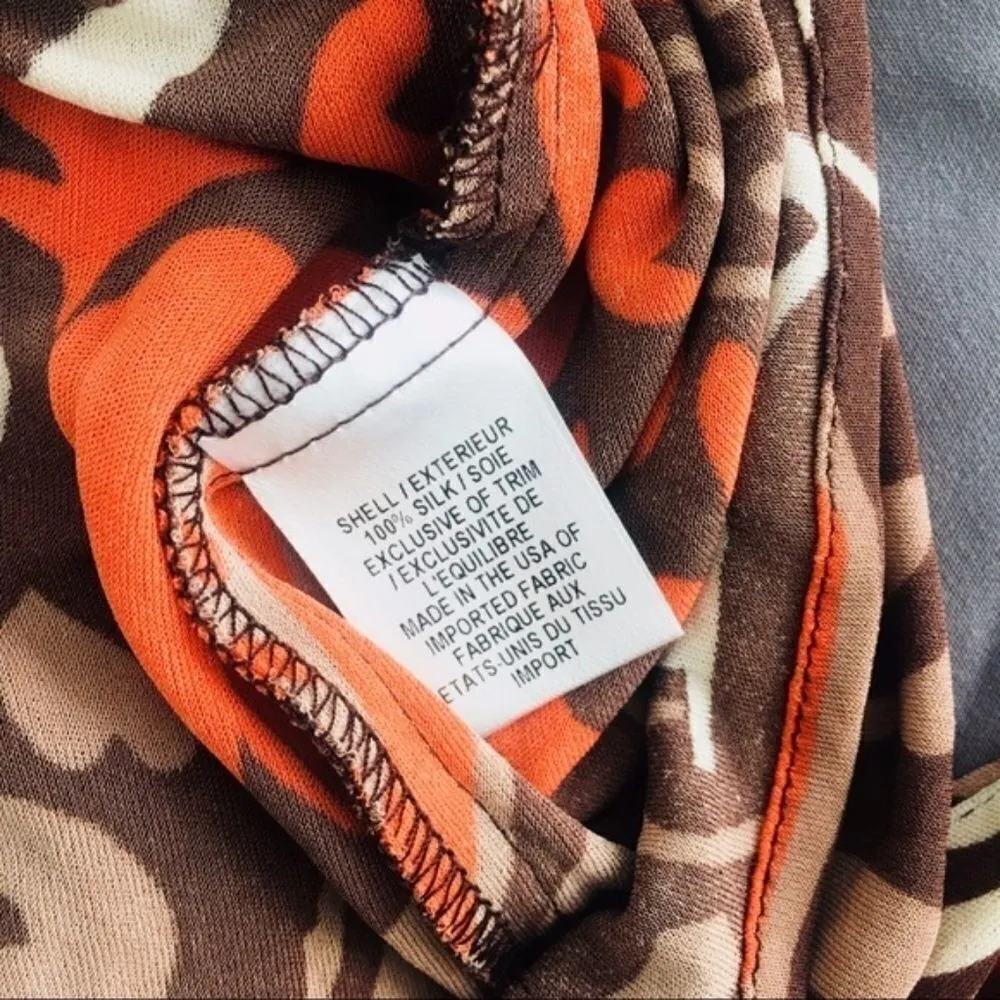 SHELL / EXTERIEUR
100% SILK / SOIE
EXCLUSIVE OF TRIM
/ EXCLUSIVITE DE
L'EQUILIBRE
MADE IN THE USA OF
IMPORTED FABRIC
FABRIQUE AUX
ETATS-UNIS DU TISSU
IMPORT